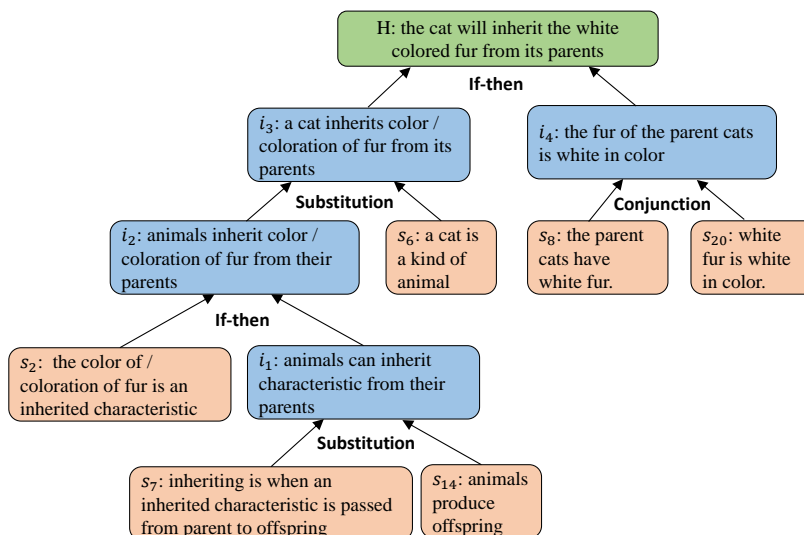 H: the cat will inherit the white
colored fur from its parents
If-then
i₃: a cat inherits color /
coloration of fur from its
parents
i₄: the fur of the parent cats
is white in color
Substitution
Conjunction
i₂: animals inherit color /
coloration of fur from their
parents
s₆: a cat is
a kind of
animal
s₈: the
parent
cats have
white fur.
s₂₀: white
fur is white
in color.
If-then
s₂: the color of /
coloration of fur is an
inherited characteristic
i₁: animals can inherit
characteristic from their
parents
Substitution
s₇: inheriting is when an
inherited characteristic is passed
from parent to offspring
s₁₄: animals
produce
offspring